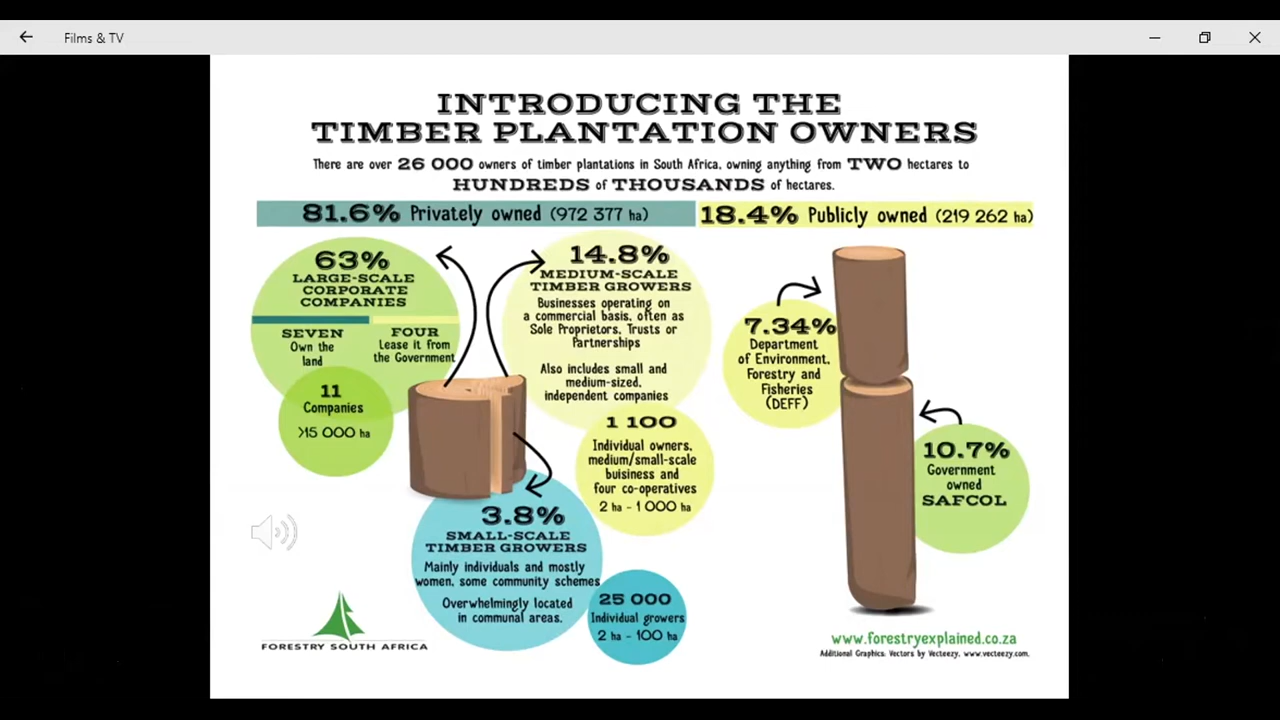 Films & TV
INTRODUCING THE
TIMBER PLANTATION OWNERS
There are over 26 000 owners of timber plantations in South Africa, owning anything from TWO hectares to
HUNDREDS of THOUSANDS of hectares.
81.6% Privately owned (972 377 ha)
18.4% Publicly owned (219 262 ha)
63%
LARGE-SCALE
CORPORATE
COMPANIES
SEVEN
Own the
land
FOUR
Lease it from
the Government
11
Companies
>15 000 ha
14.8%
MEDIUM-SCALE
TIMBER GROWERS
Businesses operating on
a commercial basis, often as
Sole Proprietors, Trusts or
Partnerships
Also includes small and
medium-sized,
independent companies
1 100
Individual owners,
medium/small-scale
buisiness and
four co-operatives
2 ha - 1 000 ha
3.8%
SMALL-SCALE
TIMBER GROWERS
Mainly individuals and mostly
women, some community schemes
Overwhelmingly located
in communal areas.
25 000
Individual growers
2 ha - 100 ha
7.34%
Department
of Environment,
Forestry and
Fisheries
(DEFF)
10.7%
Government
owned
SAFCOL
FORESTRY SOUTH AFRICA
www.forestryexplained.co.za
Additional Graphics: Vectors by Vecteezy, www.vecteezy.com.